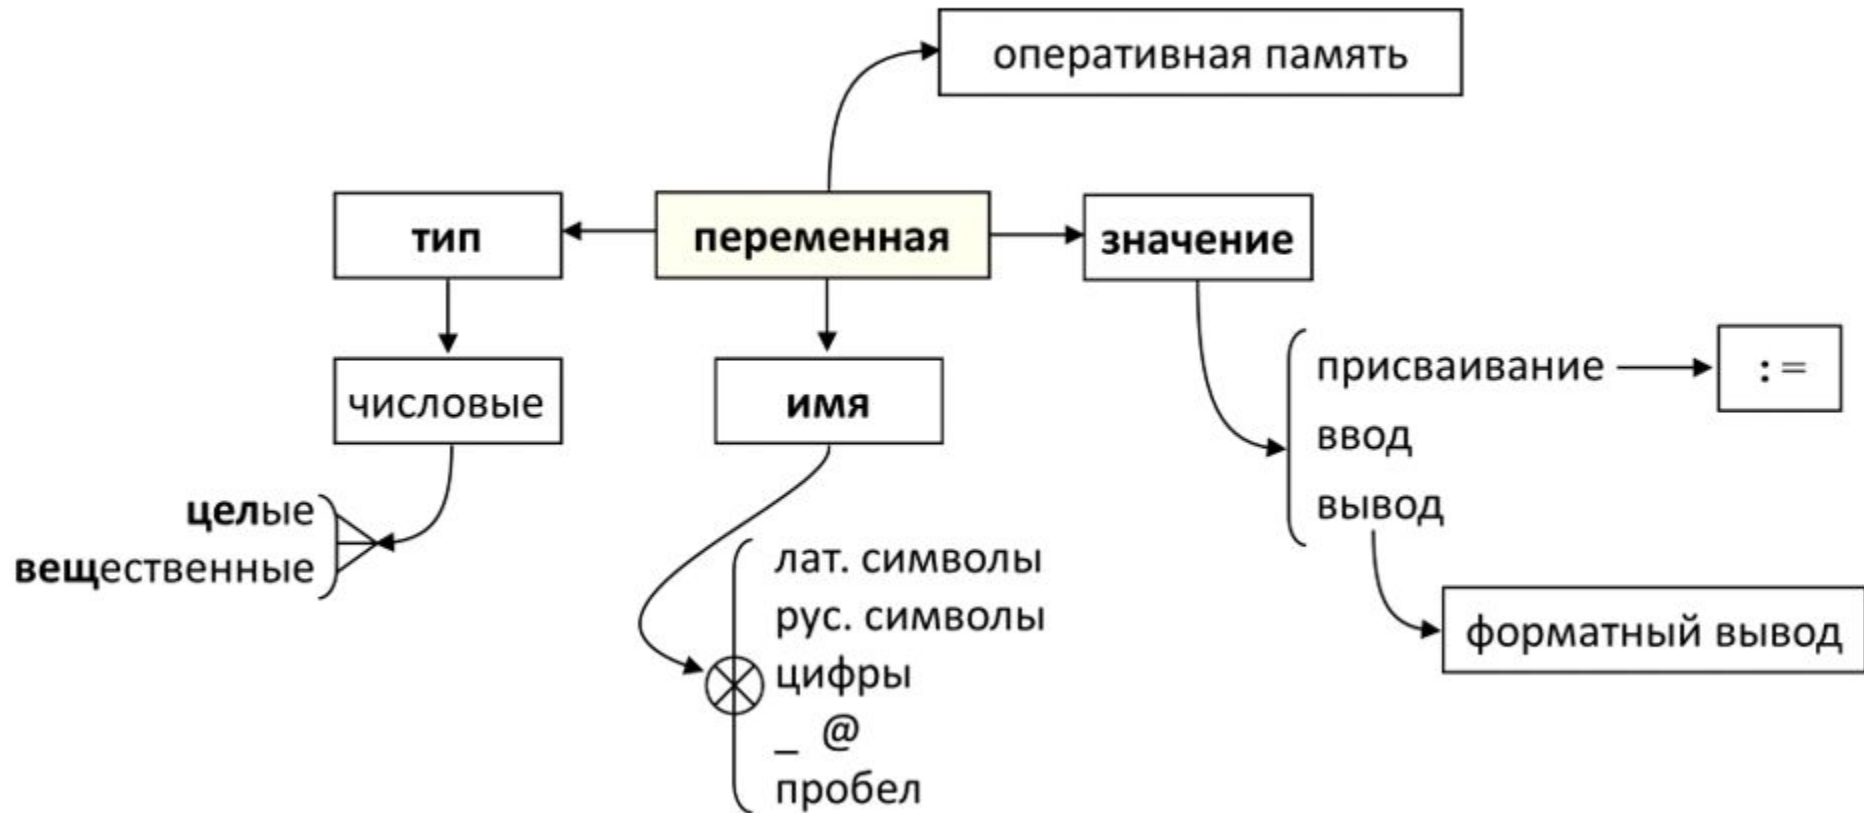 оперативная память
тип
переменная
значение
числовые
имя
присваивание
: =
ввод
вывод
целые
вещественные
лат. символы
рус. символы
цифры
_ @
пробел
форматный вывод